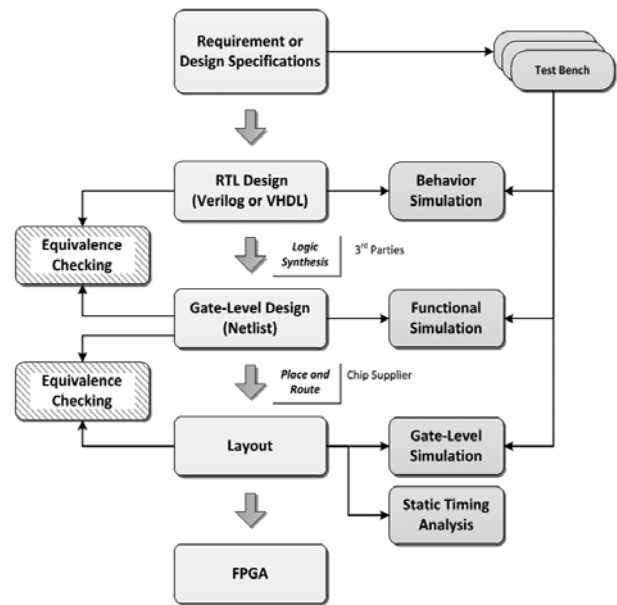 Requirement or
Design Specifications
Test Bench
RTL Design
(Verilog or VHDL)
Behavior
Simulation
Equivalence
Checking
Logic
Synthesis
3rd Parties
Gate-Level Design
(Netlist)
Functional
Simulation
Equivalence
Checking
Place and
Route
Chip Supplier
Layout
Gate-Level
Simulation
Static Timing
Analysis
FPGA